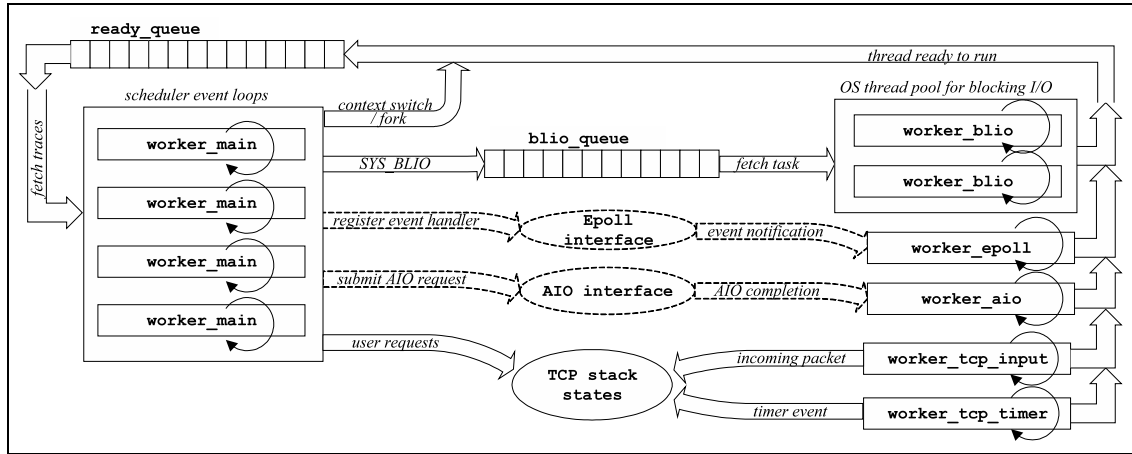 ready_queue
thread ready to run
scheduler event loops
OS thread pool for blocking I/O
context switch
/ fork
fetch traces
worker_main
blio_queue
worker_blio
SYS_BLIO
fetch task
worker_blio
worker_main
register event handler
Epoll
interface
event notification
worker_epoll
worker_main
submit AIO request
AIO interface
AIO completion
worker_aio
worker_main
user requests
TCP stack
states
incoming packet
worker_tcp_input
timer event
worker_tcp_timer